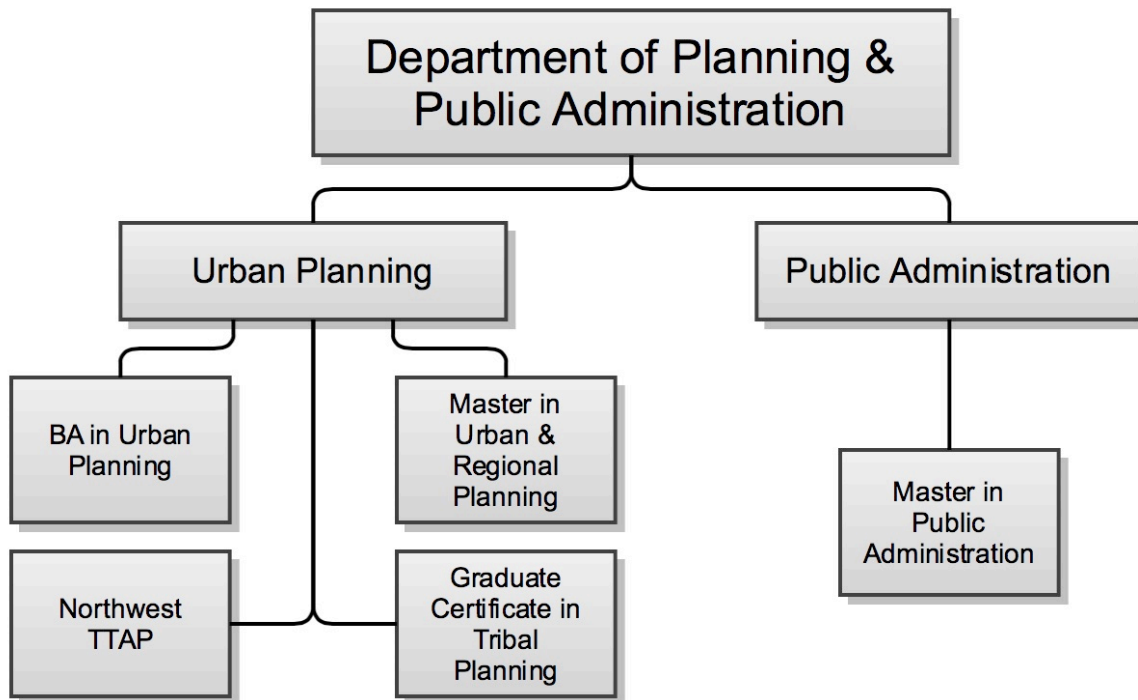 Department of Planning &
Public Administration
Urban Planning
Public Administration
BA in Urban
Planning
Master in
Urban &
Regional
Planning
Master in
Public
Administration
Northwest
TTAP
Graduate
Certificate in
Tribal
Planning